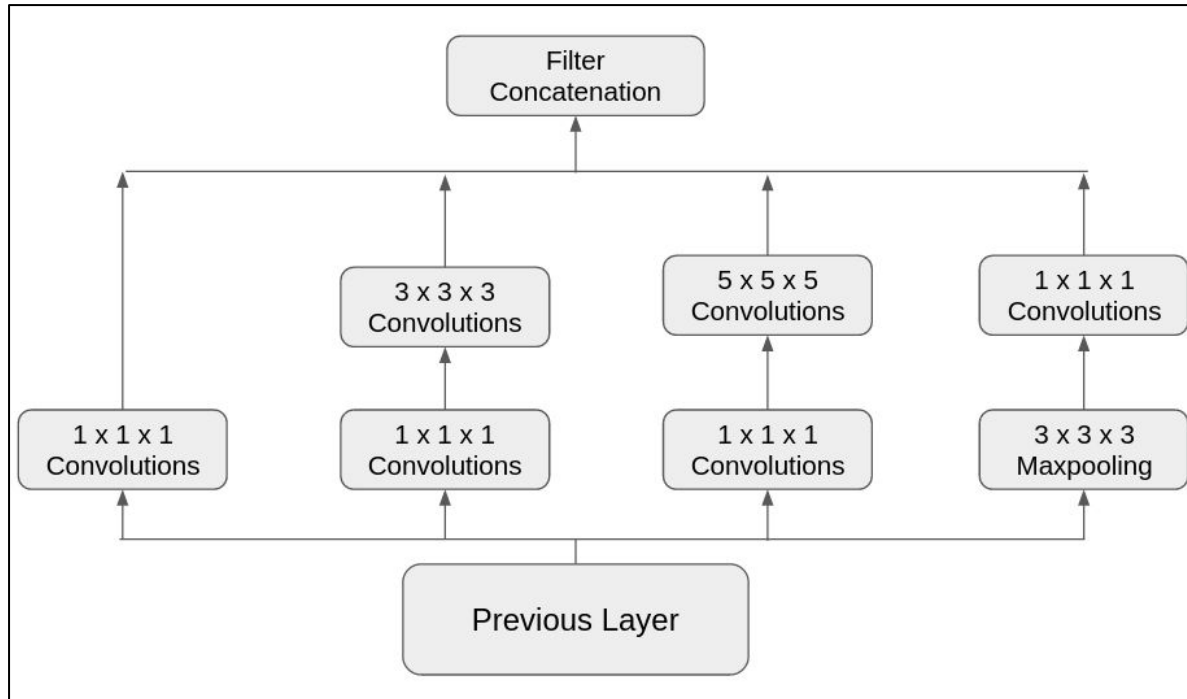 Filter
Concatenation
3 x 3 x 3
Convolutions
5 x 5 x 5
Convolutions
1 x 1 x 1
Convolutions
1 x 1 x 1
Convolutions
1 x 1 x 1
Convolutions
1 x 1 x 1
Convolutions
3 x 3 x 3
Maxpooling
Previous Layer